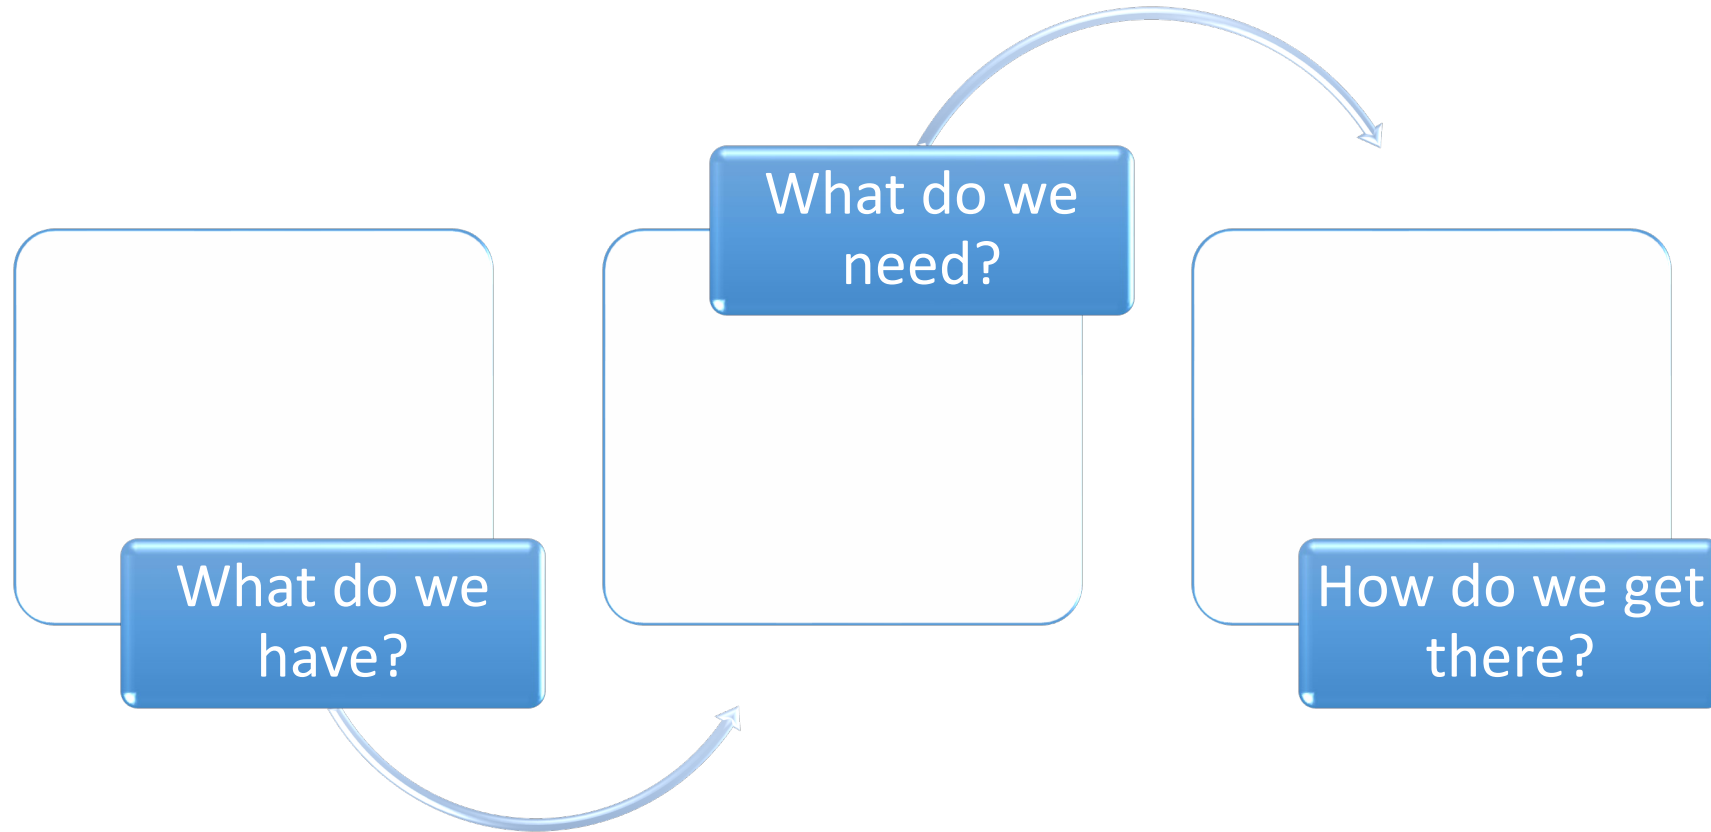 What do we
have?
What do we
need?
How do we get
there?